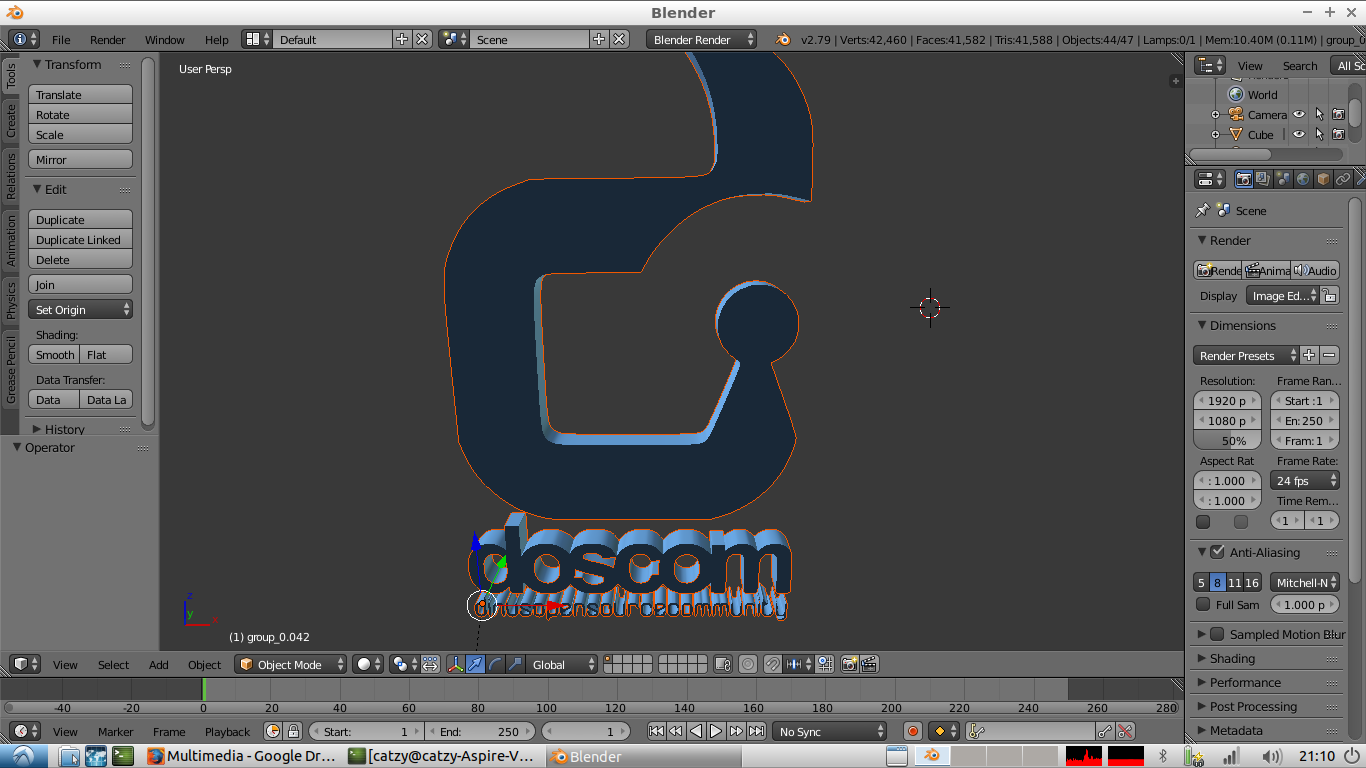 Blender
File Render Window Help Default Scene Blender Render v2.79 | Verts:42,460 | Faces:41,582 | Tris:41,588 | Objects:44/47 | Lamps:0/1 | Mem:10.40M (0.11M) | group_0
Tools
Create
Relations
Animation
Physics
Grease Pencil
Transform
Translate
Rotate
Scale
Mirror
Edit
Duplicate
Duplicate Linked
Delete
Join
Set Origin
Shading:
Smooth Flat
Data Transfer:
Data Data La
History
Operator
User Persp
doscom
dinusopensourcecommunity
z
y
x
(1) group_0.042
View Select Add Object Object Mode Global
-40 -20 0 20 40 60 80 100 120 140 160 180 200 220 240 260 280
View Marker Frame Playback Start: 1 End: 250 1 No Sync
View Search All Sc
World
Camera
Cube
Scene
Render
Rende Anima Audio
Display Image Ed...
Dimensions
Render Presets
Resolution: Frame Ran...
1920 p Start :1
1080 p En: 250
50% Fram: 1
Aspect Rat Frame Rate:
: 1.000 24 fps
: 1.000 Time Rem...
1 1
Anti-Aliasing
5 8 11 16 Mitchell-N
Full Sam 1.000 p
Sampled Motion Blur
Shading
Performance
Post Processing
Metadata
Multimedia - Google Dr... [catzy@catzy-Aspire-V... Blender 21:10